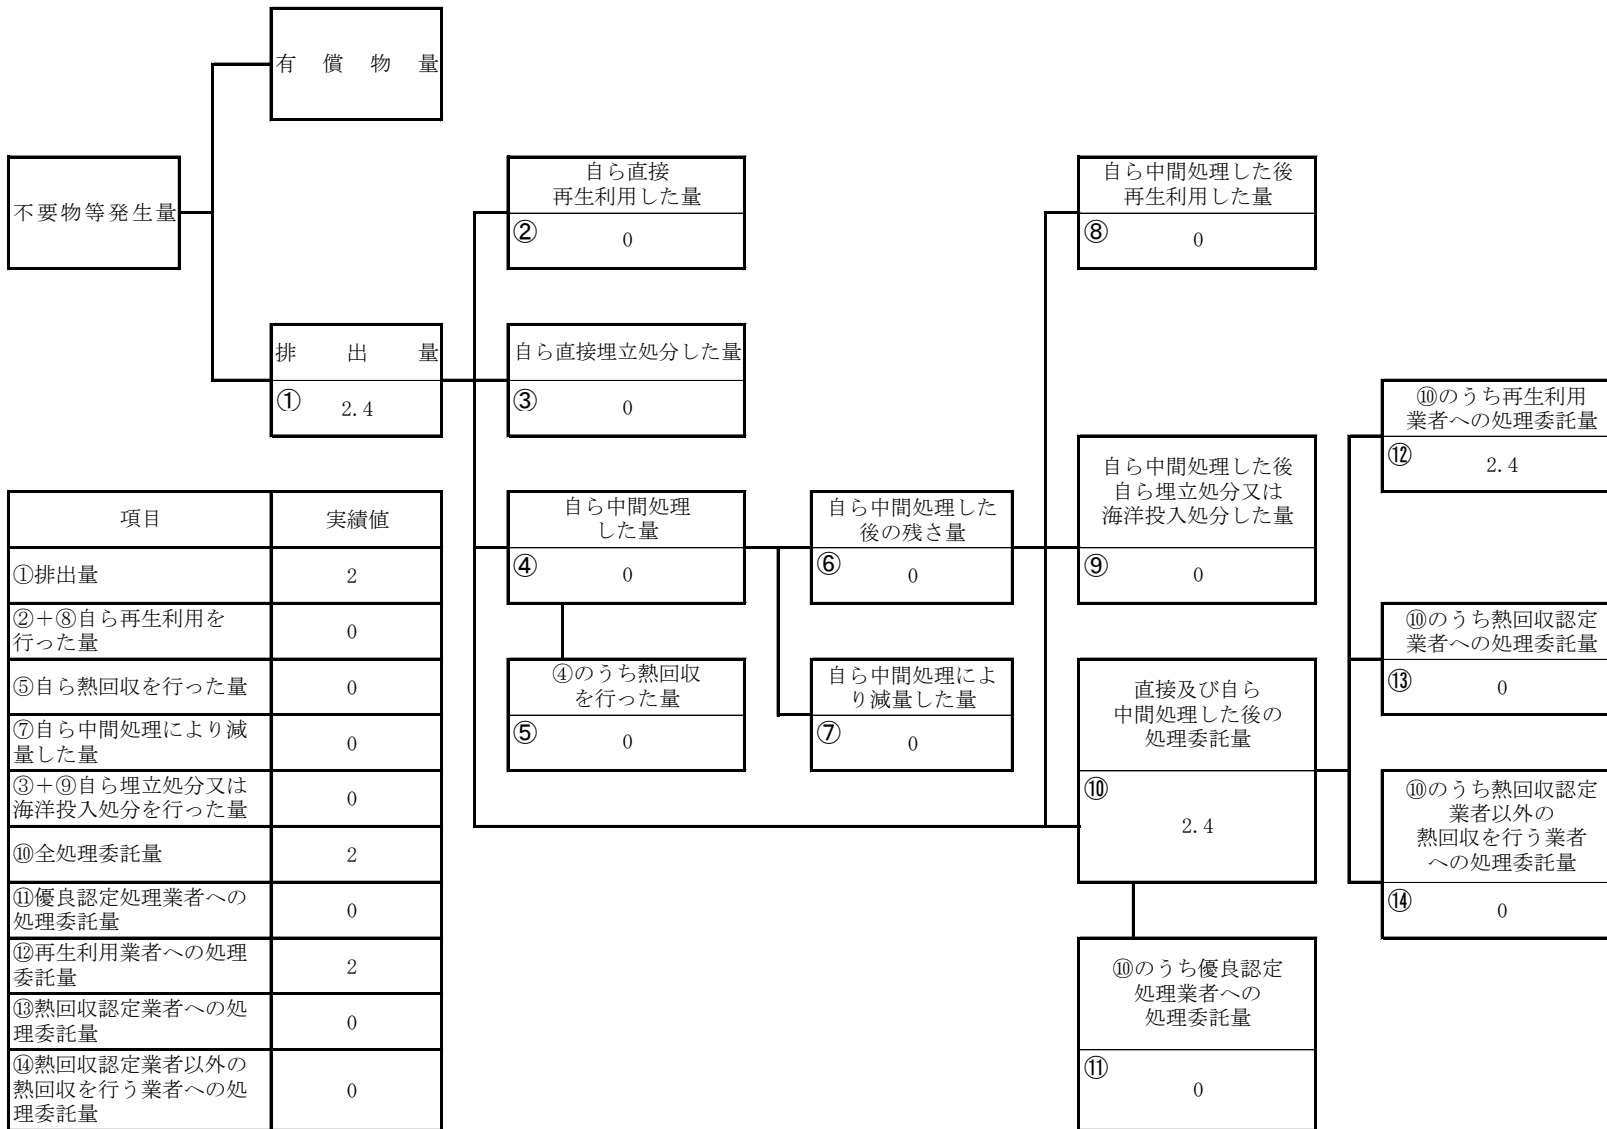 有償物量
不要物等発生量
排出量
① 2.4
自ら直接
再生利用した量
② 0
自ら直接埋立処分した量
③ 0
自ら中間処理
した量
④ 0
④のうち熱回収
を行った量
⑤ 0
自ら中間処理した
後の残さ量
⑥ 0
自ら中間処理によ
り減量した量
⑦ 0
自ら中間処理した後
再生利用した量
⑧ 0
自ら中間処理した後
自ら埋立処分又は
海洋投入処分した量
⑨ 0
直接及び自ら
中間処理した後の
処理委託量
⑩
2.4
⑩のうち優良認定
処理業者への
処理委託量
⑪
0
⑩のうち再生利用
業者への処理委託量
⑫ 2.4
⑩のうち熱回収認定
業者への処理委託量
⑬ 0
⑩のうち熱回収認定
業者以外の
熱回収を行う業者
への処理委託量
⑭ 0
項目 実績値
①排出量 2
②+⑧自ら再生利用を
行った量 0
⑤自ら熱回収を行った量 0
⑦自ら中間処理により減
量した量 0
③+⑨自ら埋立処分又は
海洋投入処分を行った量 0
⑩全処理委託量 2
⑪優良認定処理業者への
処理委託量 0
⑫再生利用業者への処理
委託量 2
⑬熱回収認定業者への処
理委託量 0
⑭熱回収認定業者以外の
熱回収を行う業者への処
理委託量 0